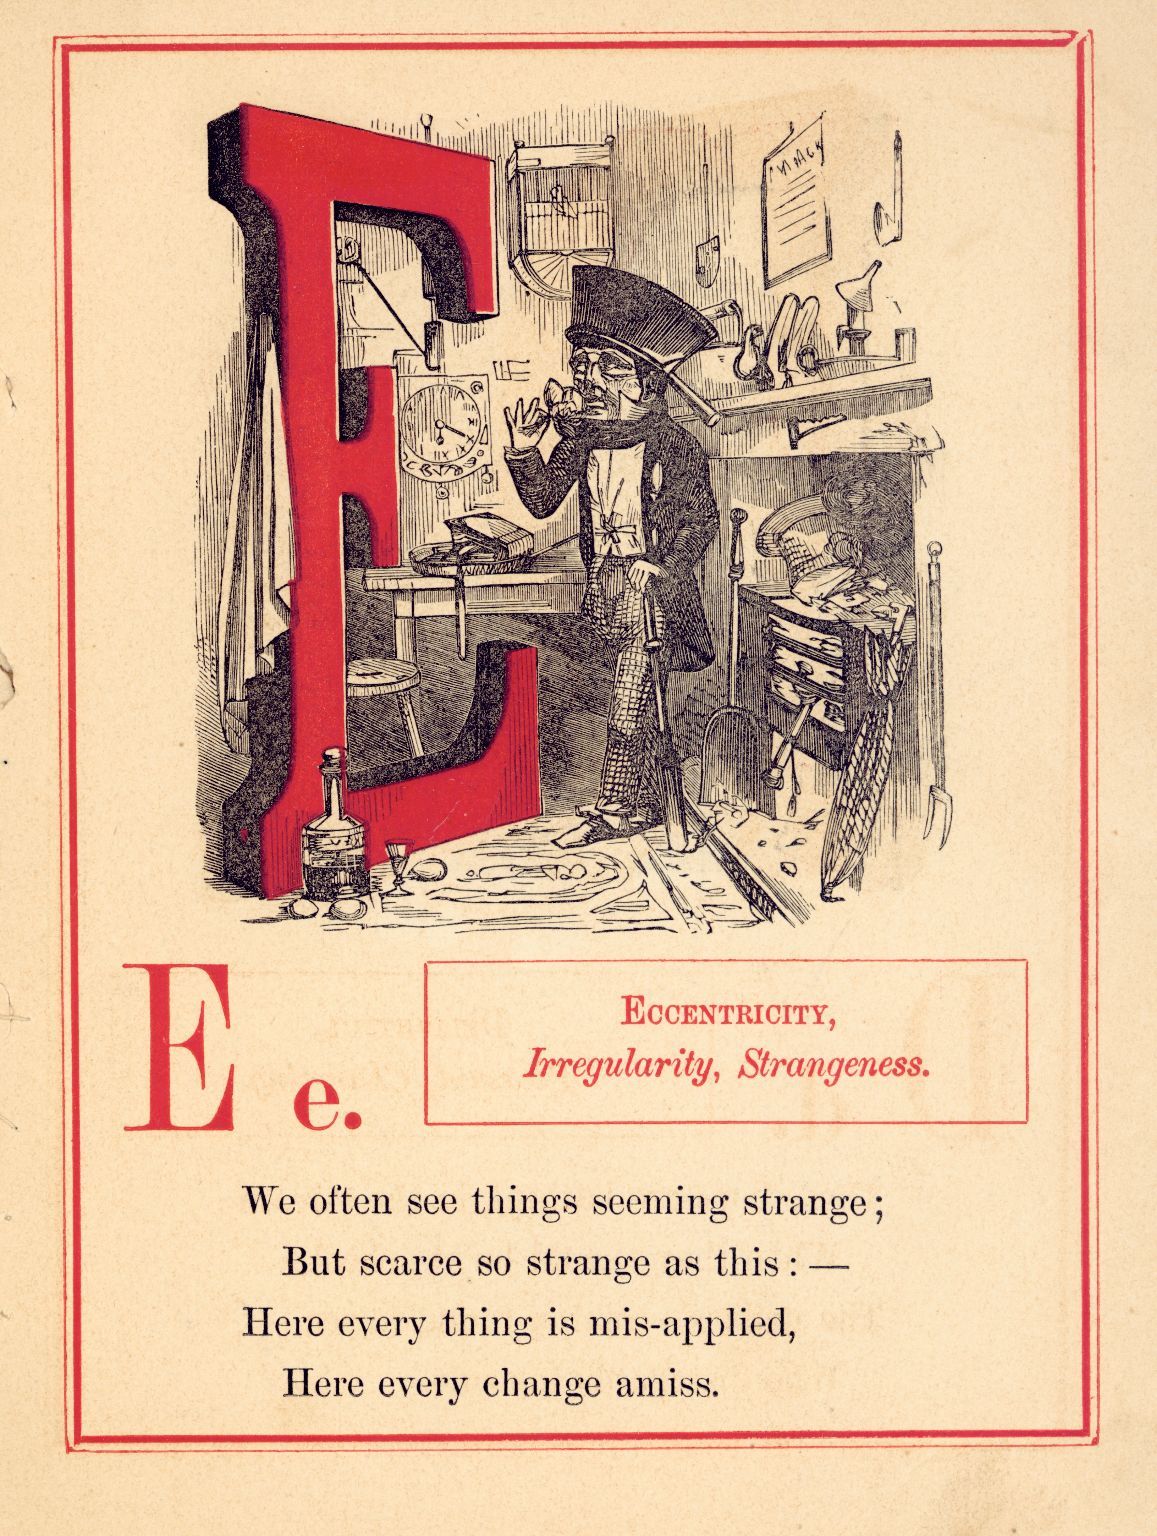 E
E e.
ECCENTRICITY,
Irregularity, Strangeness.
We often see things seeming strange;
But scarce so strange as this: —
Here every thing is mis-applied,
Here every change amiss.